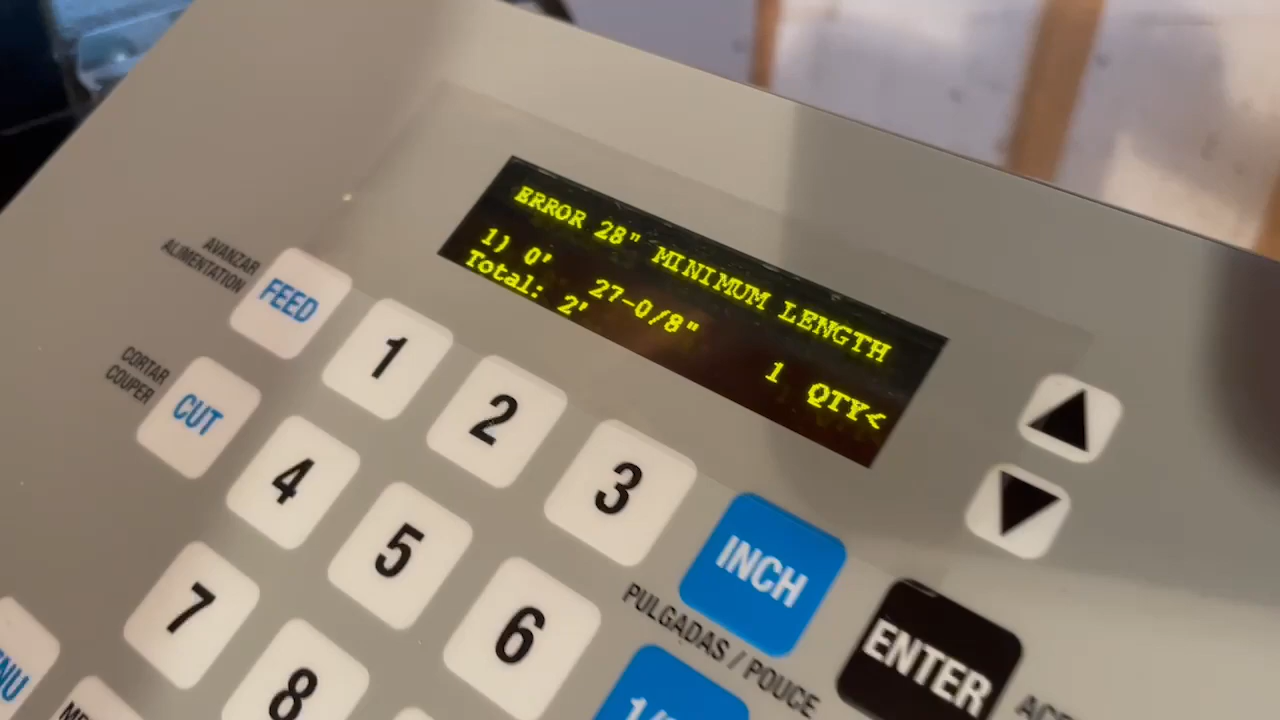 ERROR 28" MINIMUM LENGTH
1) 0' 27-0/8" 1 QTY<
Total: 2'
AVANZAR
ALIMENTATION
FEED
1
2
3
INCH
PULGADAS / POUCE
CORTAR
COUPER
CUT
4
5
6
ENTER
7
8